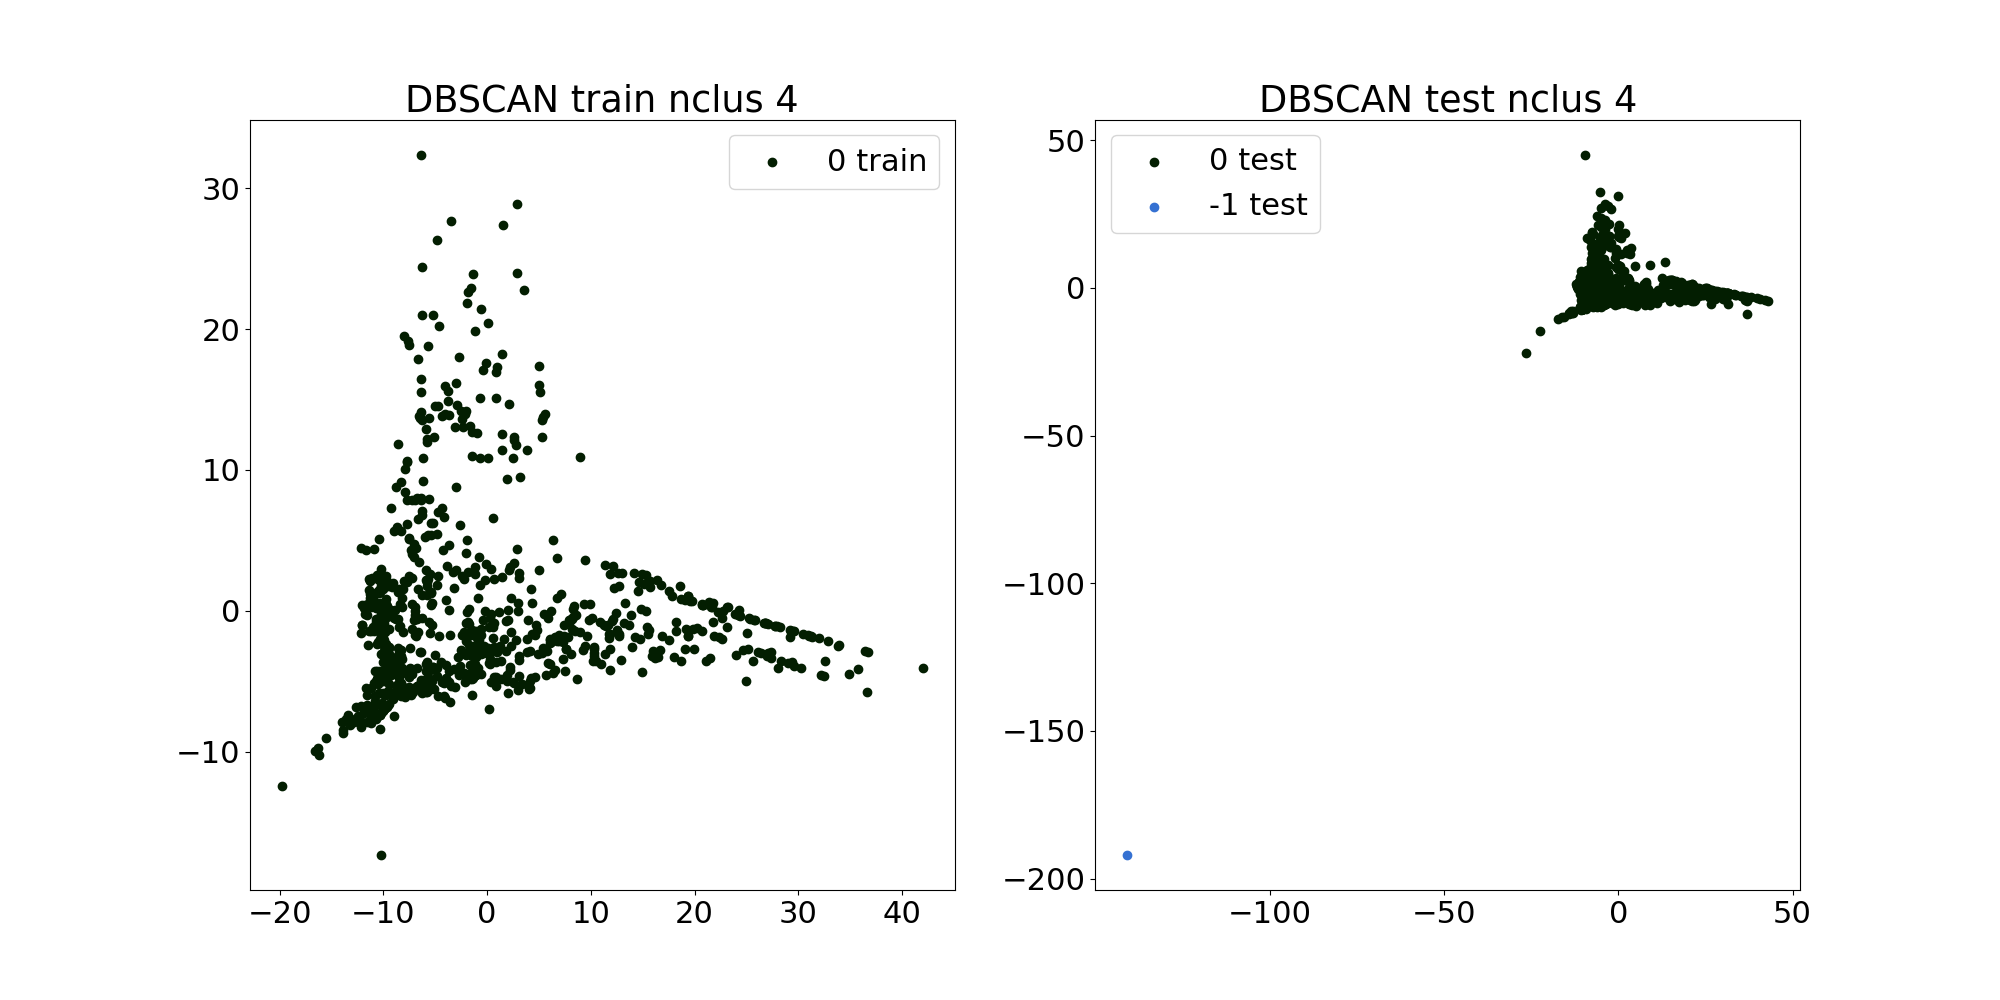 DBSCAN train nclus 4
0 train
30
20
10
0
−10
−20 −10 0 10 20 30 40
DBSCAN test nclus 4
0 test
-1 test
50
0
−50
−100
−150
−200
−100 −50 0 50